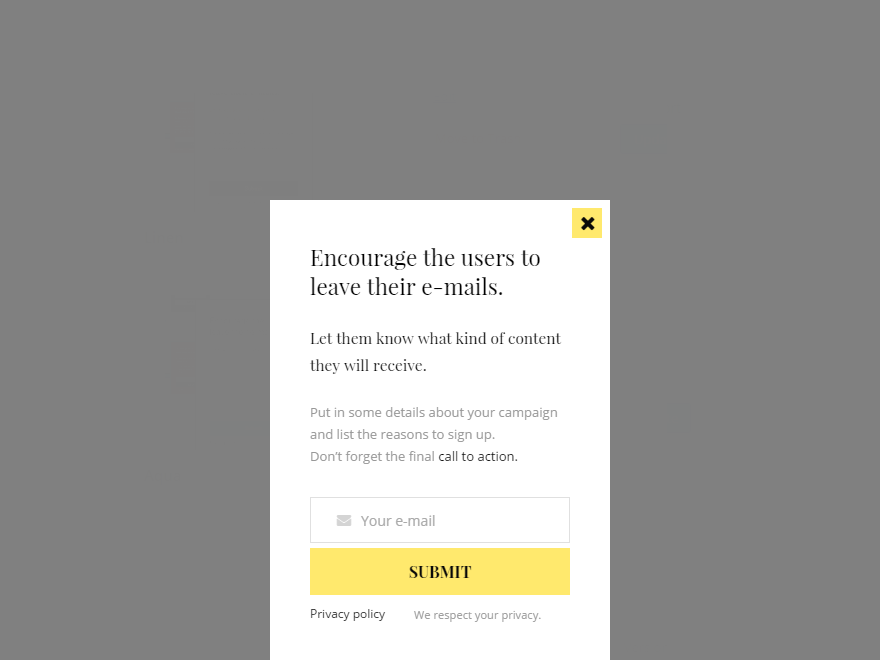 Encourage the users to
leave their e-mails.
Let them know what kind of content
they will receive.
Put in some details about your campaign
and list the reasons to sign up.
Don't forget the final call to action.
Your e-mail
SUBMIT
Privacy policy We respect your privacy.